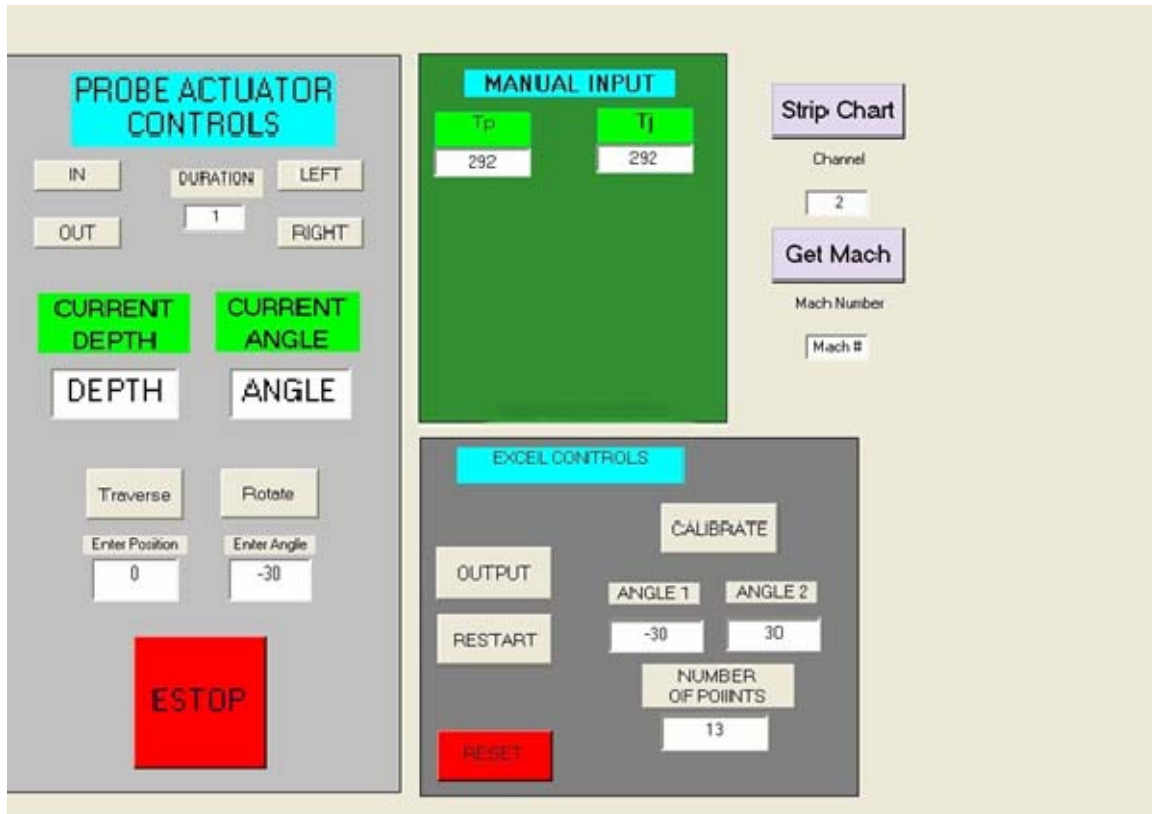 PROBE ACTUATOR
CONTROLS
IN
DURATION
LEFT
1
OUT
RIGHT
CURRENT
DEPTH
CURRENT
ANGLE
DEPTH
ANGLE
Traverse
Rotate
Enter Position
Enter Angle
0
-30
ESTOP
MANUAL INPUT
Tp
Tj
292
292
Strip Chart
Channel
2
Get Mach
Mach Number
Mach #
EXCEL CONTROLS
CALIBRATE
OUTPUT
ANGLE 1
ANGLE 2
RESTART
-30
30
NUMBER
OF POIINTS
13
RESET